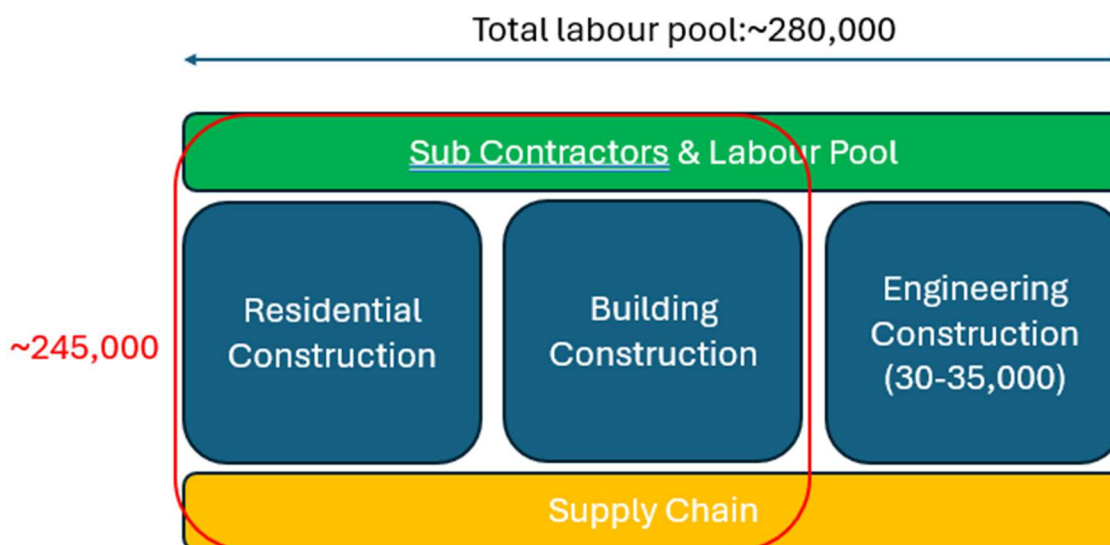 Total labour pool:~280,000
Sub Contractors & Labour Pool
Residential
Construction
Building
Construction
Engineering
Construction
(30-35,000)
~245,000
Supply Chain